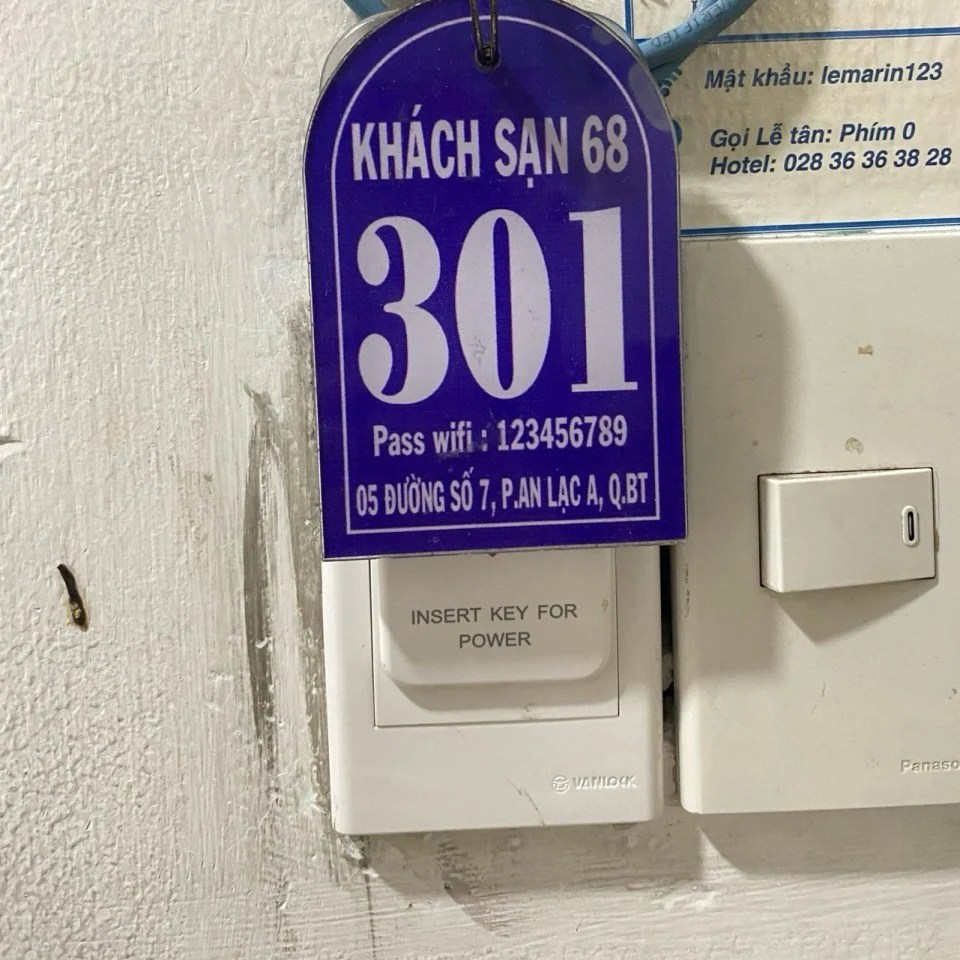 KHÁCH SẠN 68
301
Pass wifi : 123456789
05 ĐƯỜNG SỐ 7, P.AN LẠC A, Q.BT
Mật khẩu: lemarin123
Gọi Lễ tân: Phím 0
Hotel: 028 36 36 38 28
INSERT KEY FOR
POWER
VANLOCK